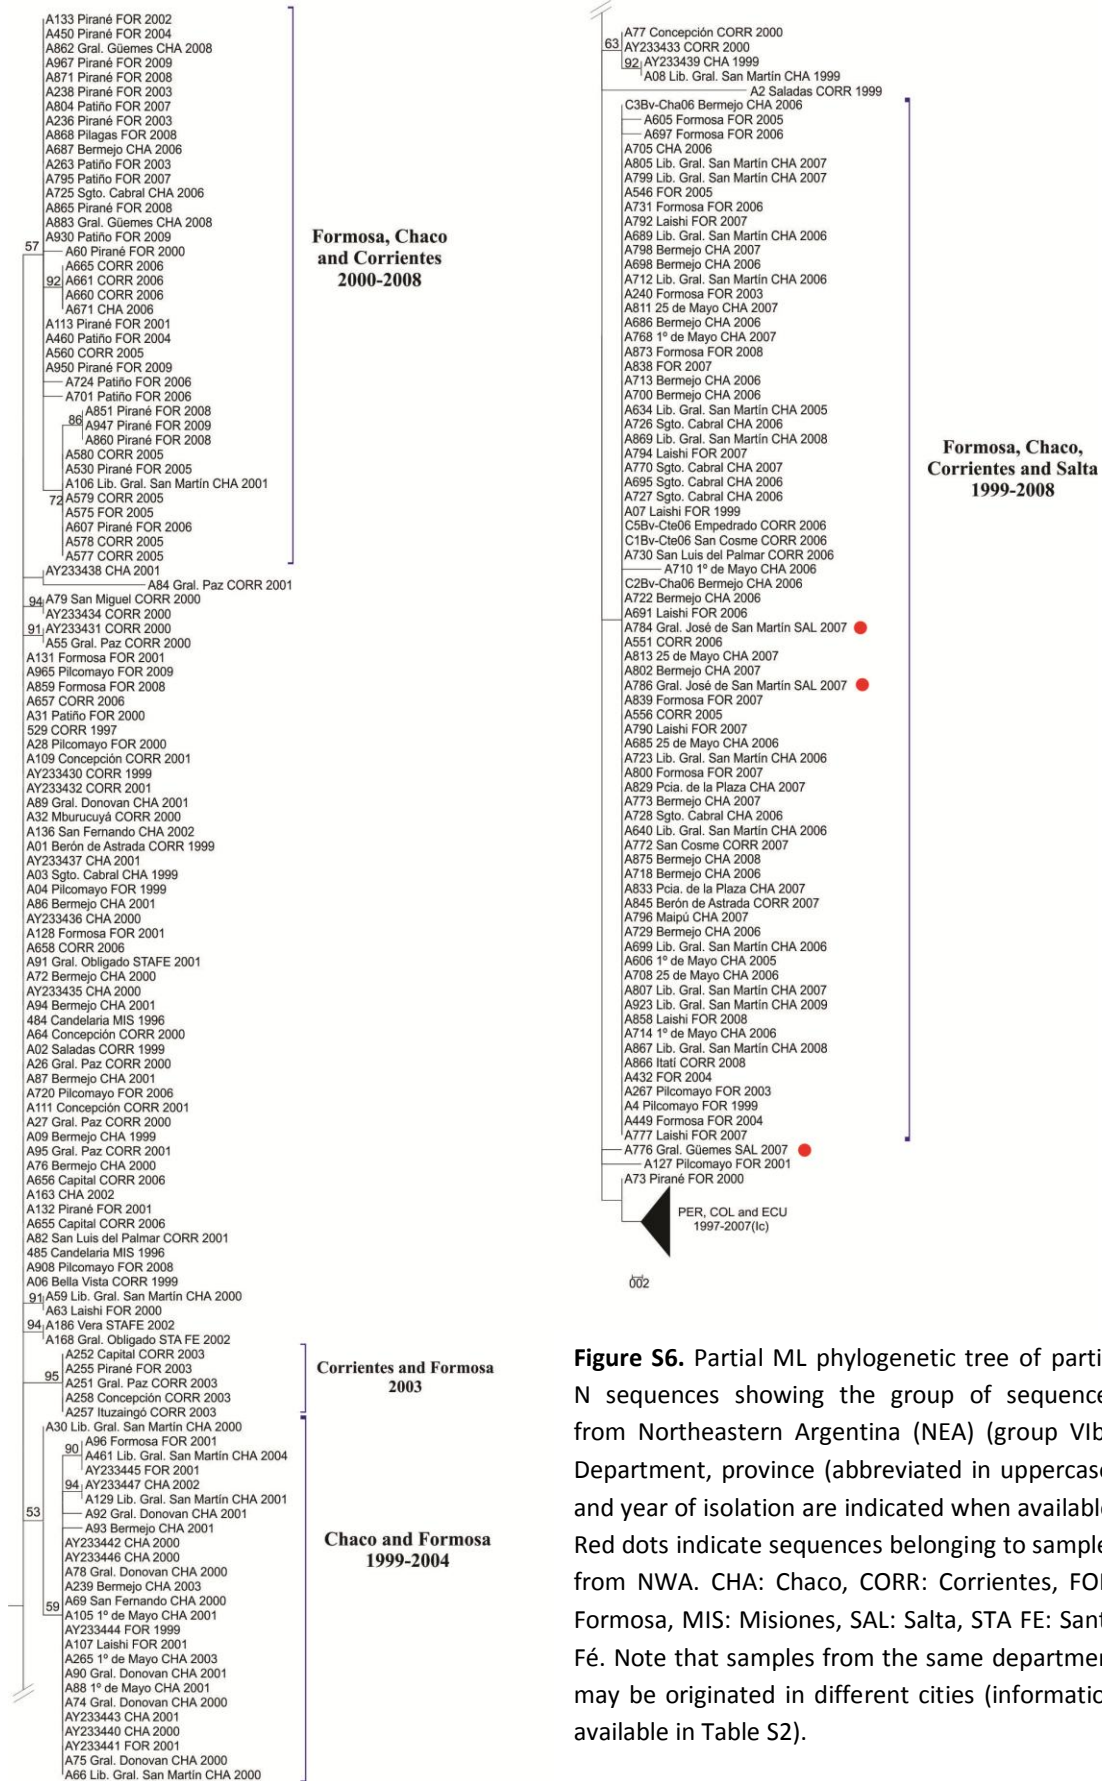 A133 Pirané FOR 2002
A450 Pirané FOR 2004
A862 Gral. Güemes CHA 2008
A967 Pirané FOR 2009
A871 Pirané FOR 2008
A238 Pirané FOR 2003
A804 Patiño FOR 2007
A236 Pirané FOR 2003
A868 Pilagas FOR 2008
A687 Bermejo CHA 2006
A263 Patiño FOR 2003
A795 Patiño FOR 2007
A725 Sgto. Cabral CHA 2006
A865 Pirané FOR 2008
A883 Gral. Güemes CHA 2008
A930 Patiño FOR 2009
57
A60 Pirané FOR 2000
A665 CORR 2006
A661 CORR 2006
92
A660 CORR 2006
A671 CHA 2006
A113 Pirané FOR 2001
A460 Patiño FOR 2004
A560 CORR 2005
A950 Pirané FOR 2009
A724 Patiño FOR 2006
A701 Patiño FOR 2006
A851 Pirané FOR 2008
86
A947 Pirané FOR 2009
A860 Pirané FOR 2008
A580 CORR 2005
A530 Pirané FOR 2005
A106 Lib. Gral. San Martín CHA 2001
72
A579 CORR 2005
A575 FOR 2005
A607 Pirané FOR 2006
A578 CORR 2005
A577 CORR 2005
Formosa, Chaco
and Corrientes
2000-2008
AY233438 CHA 2001
A84 Gral. Paz CORR 2001
94
A79 San Miguel CORR 2000
AY233434 CORR 2000
91
AY233431 CORR 2000
A55 Gral. Paz CORR 2000
A131 Formosa FOR 2001
A965 Pilcomayo FOR 2009
A859 Formosa FOR 2008
A657 CORR 2006
A31 Patiño FOR 2000
529 CORR 1997
A28 Pilcomayo FOR 2000
A109 Concepción CORR 2001
AY233430 CORR 1999
AY233432 CORR 2001
A89 Gral. Donovan CHA 2001
A32 Mburucuyá CORR 2000
A136 San Fernando CHA 2002
A01 Berón de Astrada CORR 1999
AY233437 CHA 2001
A03 Sgto. Cabral CHA 1999
A04 Pilcomayo FOR 1999
A86 Bermejo CHA 2001
AY233436 CHA 2000
A128 Formosa FOR 2001
A658 CORR 2006
A91 Gral. Obligado STAFE 2001
A72 Bermejo CHA 2000
AY233435 CHA 2000
A94 Bermejo CHA 2001
484 Candelaria MIS 1996
A64 Concepción CORR 2000
A02 Saladas CORR 1999
A26 Gral. Paz CORR 2000
A87 Bermejo CHA 2001
A720 Pilcomayo FOR 2006
A111 Concepción CORR 2001
A27 Gral. Paz CORR 2000
A09 Bermejo CHA 1999
A95 Gral. Paz CORR 2001
A76 Bermejo CHA 2000
A656 Capital CORR 2006
A163 CHA 2002
A132 Pirané FOR 2001
A655 Capital CORR 2006
A82 San Luis del Palmar CORR 2001
485 Candelaria MIS 1996
A908 Pilcomayo FOR 2008
A06 Bella Vista CORR 1999
91
A59 Lib. Gral. San Martín CHA 2000
A63 Laishi FOR 2000
94
A186 Vera STAFE 2002
A168 Gral. Obligado STA FE 2002
A252 Capital CORR 2003
A255 Pirané FOR 2003
95
A251 Gral. Paz CORR 2003
A258 Concepción CORR 2003
A257 Ituzaingó CORR 2003
Corrientes and Formosa
2003
A30 Lib. Gral. San Martín CHA 2000
A96 Formosa FOR 2001
90
A461 Lib. Gral. San Martín CHA 2004
AY233445 FOR 2001
94
AY233447 CHA 2002
A129 Lib. Gral. San Martín CHA 2001
53
A92 Gral. Donovan CHA 2001
A93 Bermejo CHA 2001
AY233442 CHA 2000
AY233446 CHA 2000
A78 Gral. Donovan CHA 2000
A239 Bermejo CHA 2003
A69 San Fernando CHA 2000
59
A105 1º de Mayo CHA 2001
AY233444 FOR 1999
A107 Laishi FOR 2001
A265 1º de Mayo CHA 2003
A90 Gral. Donovan CHA 2001
A88 1º de Mayo CHA 2001
A74 Gral. Donovan CHA 2000
AY233443 CHA 2001
AY233440 CHA 2000
AY233441 FOR 2001
A75 Gral. Donovan CHA 2000
A66 Lib. Gral. San Martín CHA 2000
Chaco and Formosa
1999-2004
A77 Concepción CORR 2000
63
AY233433 CORR 2000
92
AY233439 CHA 1999
A08 Lib. Gral. San Martín CHA 1999
A2 Saladas CORR 1999
C3Bv-Cha06 Bermejo CHA 2006
A605 Formosa FOR 2005
A697 Formosa FOR 2006
A705 CHA 2006
A805 Lib. Gral. San Martín CHA 2007
A799 Lib. Gral. San Martín CHA 2007
A546 FOR 2005
A731 Formosa FOR 2006
A792 Laishi FOR 2007
A689 Lib. Gral. San Martín CHA 2006
A798 Bermejo CHA 2007
A698 Bermejo CHA 2006
A712 Lib. Gral. San Martín CHA 2006
A240 Formosa FOR 2003
A811 25 de Mayo CHA 2007
A686 Bermejo CHA 2006
A768 1º de Mayo CHA 2007
A873 Formosa FOR 2008
A838 FOR 2007
A713 Bermejo CHA 2006
A700 Bermejo CHA 2006
A634 Lib. Gral. San Martín CHA 2005
A726 Sgto. Cabral CHA 2006
A869 Lib. Gral. San Martín CHA 2008
A794 Laishi FOR 2007
A770 Sgto. Cabral CHA 2007
A695 Sgto. Cabral CHA 2006
A727 Sgto. Cabral CHA 2006
A07 Laishi FOR 1999
C5Bv-Cte06 Empedrado CORR 2006
C1Bv-Cte06 San Cosme CORR 2006
A730 San Luis del Palmar CORR 2006
A710 1º de Mayo CHA 2006
C2Bv-Cha06 Bermejo CHA 2006
A722 Bermejo CHA 2006
A691 Laishi FOR 2006
A784 Gral. José de San Martín SAL 2007
A551 CORR 2006
A813 25 de Mayo CHA 2007
A802 Bermejo CHA 2007
A786 Gral. José de San Martín SAL 2007
A839 Formosa FOR 2007
A556 CORR 2005
A790 Laishi FOR 2007
A685 25 de Mayo CHA 2006
A723 Lib. Gral. San Martín CHA 2006
A800 Formosa FOR 2007
A829 Pcia. de la Plaza CHA 2007
A773 Bermejo CHA 2007
A728 Sgto. Cabral CHA 2006
A640 Lib. Gral. San Martín CHA 2006
A772 San Cosme CORR 2007
A875 Bermejo CHA 2008
A718 Bermejo CHA 2006
A833 Pcia. de la Plaza CHA 2007
A845 Berón de Astrada CORR 2007
A796 Maipú CHA 2007
A729 Bermejo CHA 2006
A699 Lib. Gral. San Martín CHA 2006
A606 1º de Mayo CHA 2005
A708 25 de Mayo CHA 2006
A807 Lib. Gral. San Martín CHA 2007
A923 Lib. Gral. San Martín CHA 2009
A858 Laishi FOR 2008
A714 1º de Mayo CHA 2006
A867 Lib. Gral. San Martín CHA 2008
A866 Itatí CORR 2008
A432 FOR 2004
A267 Pilcomayo FOR 2003
A4 Pilcomayo FOR 1999
A449 Formosa FOR 2004
A777 Laishi FOR 2007
Formosa, Chaco,
Corrientes and Salta
1999-2008
A776 Gral. Güemes SAL 2007
A127 Pilcomayo FOR 2001
A73 Pirané FOR 2000
PER, COL and ECU
1997-2007(Ic)
002
Figure S6. Partial ML phylogenetic tree of parti
N sequences showing the group of sequence
from Northeastern Argentina (NEA) (group VIb
Department, province (abbreviated in uppercase
and year of isolation are indicated when available
Red dots indicate sequences belonging to sample
from NWA. CHA: Chaco, CORR: Corrientes, FOR
Formosa, MIS: Misiones, SAL: Salta, STA FE: Sant
Fé. Note that samples from the same departmen
may be originated in different cities (informatio
available in Table S2).